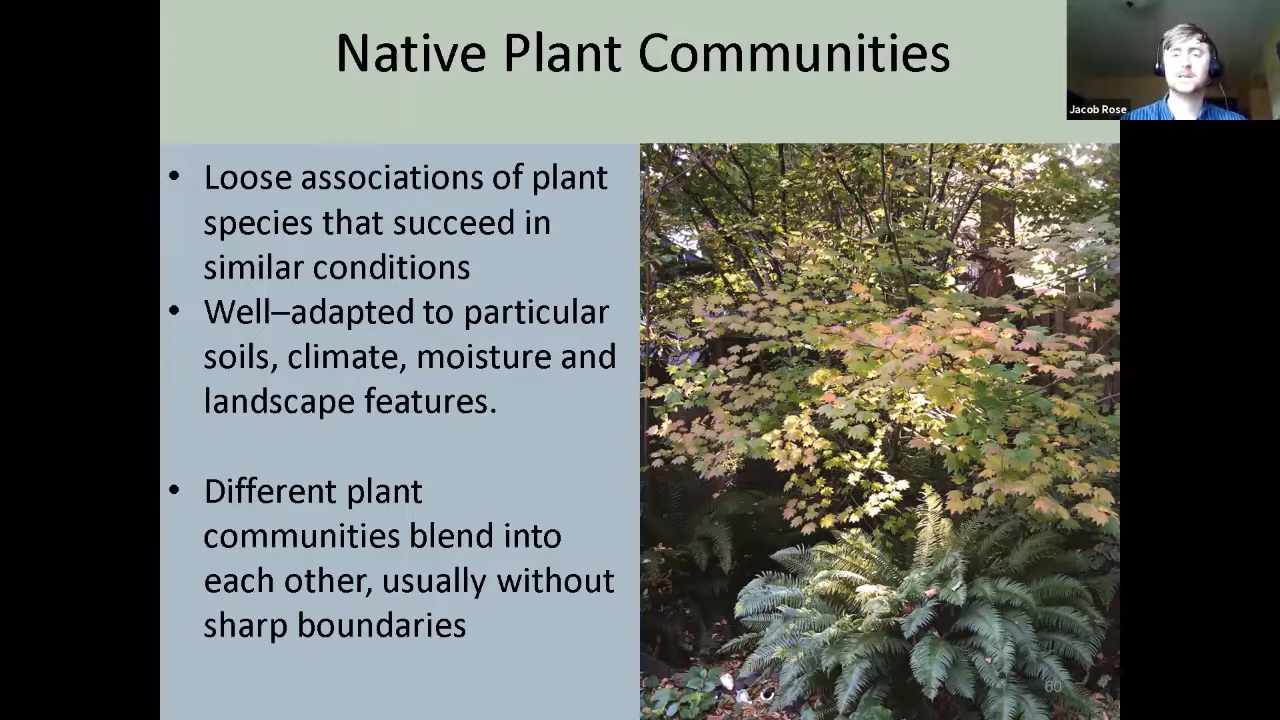 Native Plant Communities
Jacob Rose
• Loose associations of plant
species that succeed in
similar conditions
• Well–adapted to particular
soils, climate, moisture and
landscape features.
• Different plant
communities blend into
each other, usually without
sharp boundaries
60